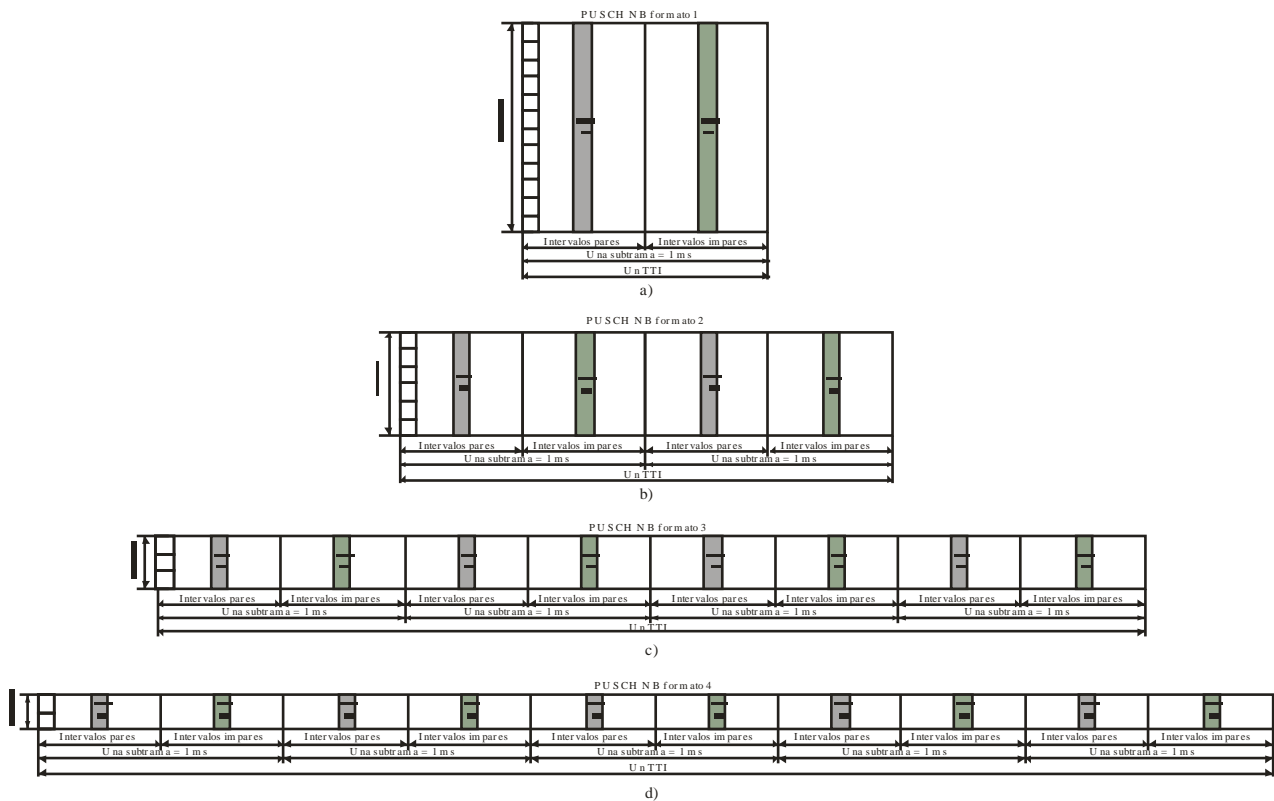 PUSCH NB formato 1
Intervalos pares Intervalos impares
Una subtrama = 1 ms
Un TTI
a)
PUSCH NB formato 2
Intervalos pares Intervalos impares Intervalos pares Intervalos impares
Una subtrama = 1 ms Una subtrama = 1 ms
Un TTI
b)
PUSCH NB formato 3
Intervalos pares Intervalos impares Intervalos pares Intervalos impares Intervalos pares Intervalos impares Intervalos pares Intervalos impares
Una subtrama = 1 ms Una subtrama = 1 ms Una subtrama = 1 ms Una subtrama = 1 ms
Un TTI
c)
PUSCH NB formato 4
Intervalos pares Intervalos impares Intervalos pares Intervalos impares Intervalos pares Intervalos impares Intervalos pares Intervalos impares Intervalos pares Intervalos impares
Una subtrama = 1 ms Una subtrama = 1 ms Una subtrama = 1 ms Una subtrama = 1 ms Una subtrama = 1 ms
Un TTI
d)